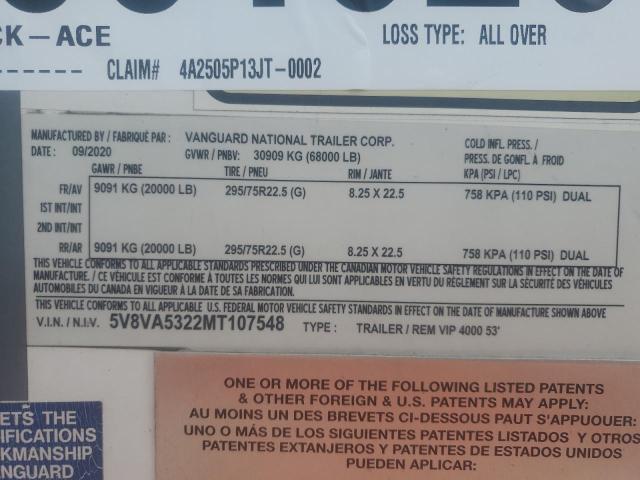 CK-ACE
LOSS TYPE: ALL OVER
CLAIM# 4A2505P13JT-0002
MANUFACTURED BY / FABRIQUÉ PAR : VANGUARD NATIONAL TRAILER CORP.
DATE : 09/2020 GVWR / PNBV: 30909 KG (68000 LB)
COLD INFL. PRESS. /
PRESS. DE GONFL. À FROID
GAWR / PNBE TIRE / PNEU RIM / JANTE KPA (PSI / LPC)
FR/AV 9091 KG (20000 LB) 295/75R22.5 (G) 8.25 X 22.5 758 KPA (110 PSI) DUAL
1ST INT/INT
2ND INT/INT
RR/AR 9091 KG (20000 LB) 295/75R22.5 (G) 8.25 X 22.5 758 KPA (110 PSI) DUAL
THIS VEHICLE CONFORMS TO ALL APPLICABLE STANDARDS PRESCRIBED UNDER THE CANADIAN MOTOR VEHICLE SAFETY REGULATIONS IN EFFECT ON THE DATE OF
MANUFACTURE. / CE VÉHICULE EST CONFORME À TOUTES LES NORMES QUI LUI SONT APPLICABLES EN VERTU DU RÈGLEMENT SUR LA SÉCURITÉ DES VÉHICULES
AUTOMOBILES DU CANADA EN VIGUEUR À LA DATE DE SA FABRICATION.
THIS VEHICLE CONFORMS TO ALL APPLICABLE U.S. FEDERAL MOTOR VEHICLE SAFETY STANDARDS IN EFFECT ON THE DATE OF MANUFACTURE SHOWN ABOVE
V.I.N. / N.I.V. 5V8VA5322MT107548 TYPE : TRAILER / REM VIP 4000 53'
ONE OR MORE OF THE FOLLOWING LISTED PATENTS
& OTHER FOREIGN & U.S. PATENTS MAY APPLY:
AU MOINS UN DES BREVETS CI-DESSOUS PAUT S'APPUOUER:
UNO O MÁS DE LOS SIGUIENTES PATENTES LISTADOS Y OTROS
PATENTES EXTANJEROS Y PATENTES DE ESTADOS UNIDOS
PUEDEN APLICAR:
ETS THE
IFICATIONS
KMANSHIP
NGUARD